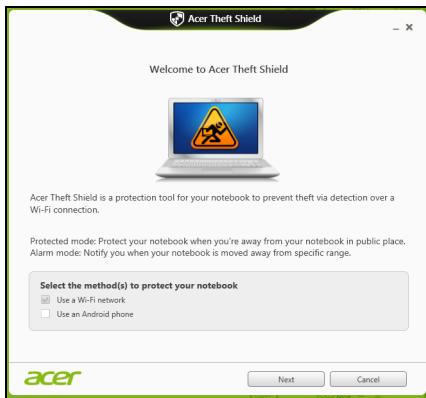 Acer Theft Shield
Welcome to Acer Theft Shield
Acer Theft Shield is a protection tool for your notebook to prevent theft via detection over a
Wi-Fi connection.
Protected mode: Protect your notebook when you're away from your notebook in public place.
Alarm mode: Notify you when your notebook is moved away from specific range.
Select the method(s) to protect your notebook
Use a Wi-Fi network
Use an Android phone
acer
Next
Cancel